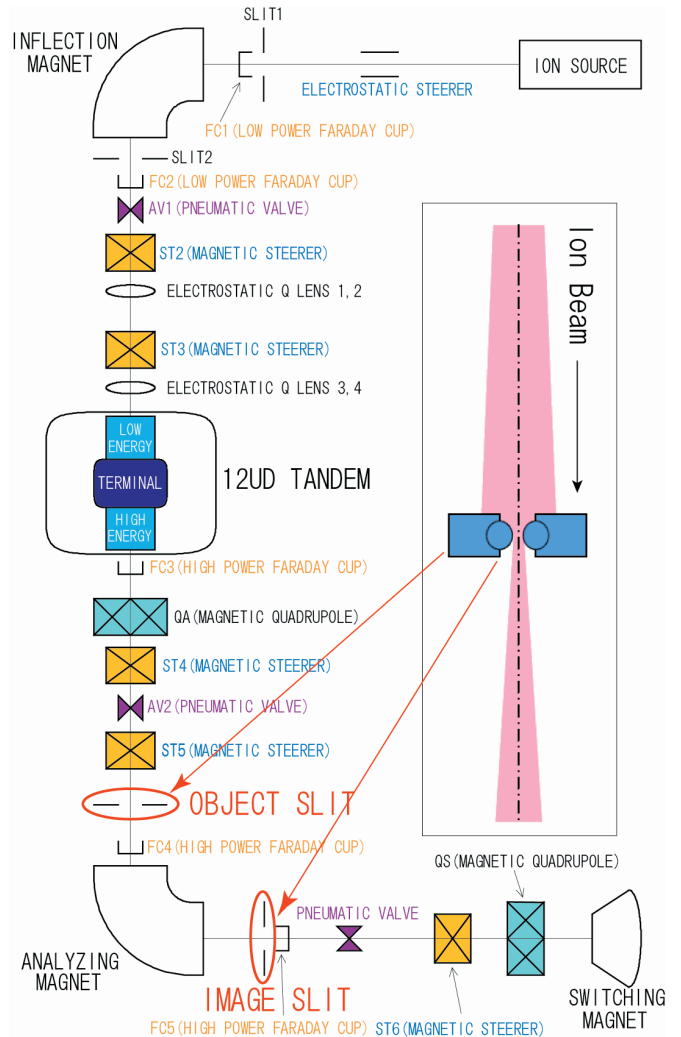 SLIT1
INFLECTION
MAGNET
ION SOURCE
ELECTROSTATIC STEERER
FC1(LOW POWER FARADAY CUP)
SLIT2
FC2(LOW POWER FARADAY CUP)
AV1(PNEUMATIC VALVE)
ST2(MAGNETIC STEERER)
ELECTROSTATIC Q LENS 1,2
ST3(MAGNETIC STEERER)
ELECTROSTATIC Q LENS 3,4
LOW
ENERGY
TERMINAL
HIGH
ENERGY
12UD TANDEM
FC3(HIGH POWER FARADAY CUP)
QA(MAGNETIC QUADRUPOLE)
ST4(MAGNETIC STEERER)
AV2(PNEUMATIC VALVE)
ST5(MAGNETIC STEERER)
OBJECT SLIT
FC4(HIGH POWER FARADAY CUP)
Ion Beam
QS(MAGNETIC QUADRUPOLE)
PNEUMATIC VALVE
ANALYZING
MAGNET
IMAGE SLIT
FC5(HIGH POWER FARADAY CUP)
ST6(MAGNETIC STEERER)
SWITCHING
MAGNET